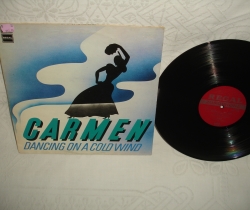 CARMEN
DANCING ON A COLD WIND